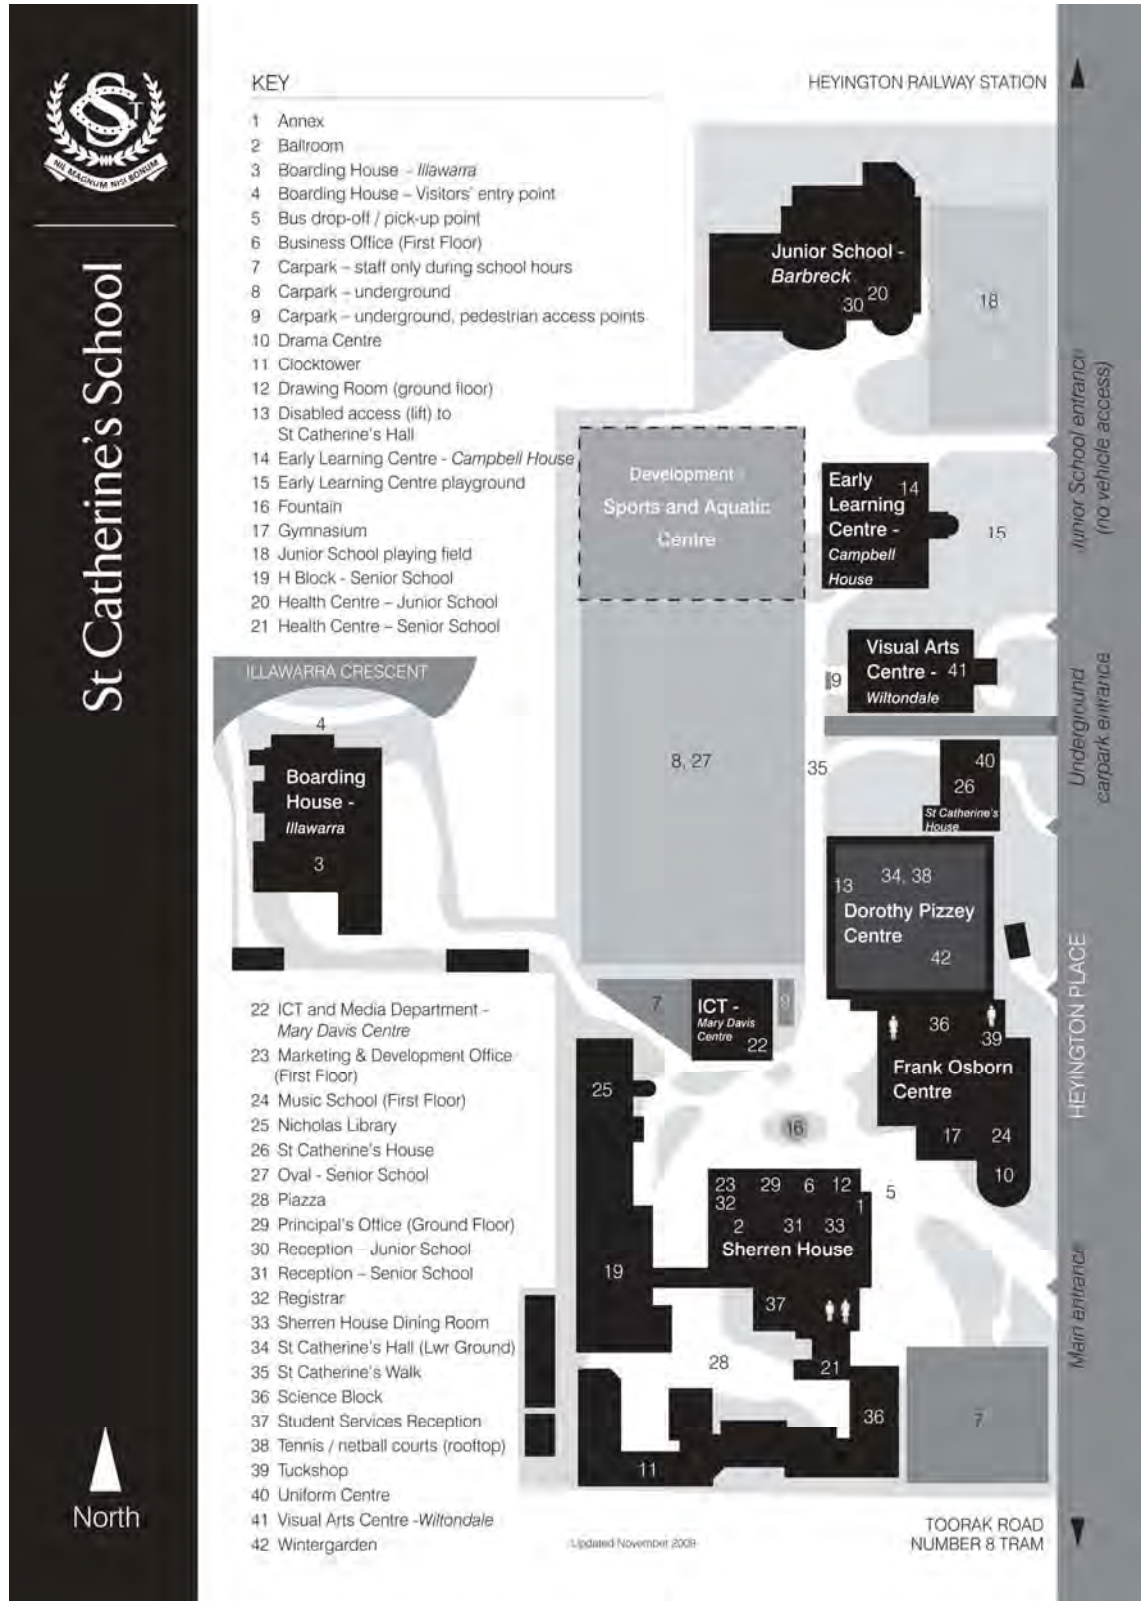 St Catherine's School
NIL MAGNUM NISI BONUM
North
KEY
1 Annex
2 Ballroom
3 Boarding House - Illawarra
4 Boarding House – Visitors' entry point
5 Bus drop-off / pick-up point
6 Business Office (First Floor)
7 Carpark – staff only during school hours
8 Carpark – underground
9 Carpark – underground, pedestrian access points
10 Drama Centre
11 Clocktower
12 Drawing Room (ground floor)
13 Disabled access (lift) to
St Catherine's Hall
14 Early Learning Centre - Campbell House
15 Early Learning Centre playground
16 Fountain
17 Gymnasium
18 Junior School playing field
19 H Block - Senior School
20 Health Centre – Junior School
21 Health Centre – Senior School
22 ICT and Media Department -
Mary Davis Centre
23 Marketing & Development Office
(First Floor)
24 Music School (First Floor)
25 Nicholas Library
26 St Catherine's House
27 Oval - Senior School
28 Piazza
29 Principal's Office (Ground Floor)
30 Reception – Junior School
31 Reception – Senior School
32 Registrar
33 Sherren House Dining Room
34 St Catherine's Hall (Lwr Ground)
35 St Catherine's Walk
36 Science Block
37 Student Services Reception
38 Tennis / netball courts (rooftop)
39 Tuckshop
40 Uniform Centre
41 Visual Arts Centre -Wiltondale
42 Wintergarden
HEYINGTON RAILWAY STATION
Junior School -
Barbreck
30 20
18
Junior School entrance
(no vehicle access)
Development
Sports and Aquatic
Centre
Early
Learning
Centre -
Campbell
House
14
15
Visual Arts
Centre -
Wiltondale
41
9
Underground
carpark entrance
ILLAWARRA CRESCENT
4
Boarding
House -
Illawarra
3
8, 27
35
40
26
St Catherine's
House
34, 38
13
Dorothy Pizzey
Centre
42
HEYINGTON PLACE
7
ICT -
Mary Davis
Centre
22
9
36
39
Frank Osborn
Centre
17 24
10
25
16
5
23 29 6 12
32 1
2 31 33
Sherren House
19
37
21
28
36
11
7
Main entrance
Updated November 2009
TOORAK ROAD
NUMBER 8 TRAM